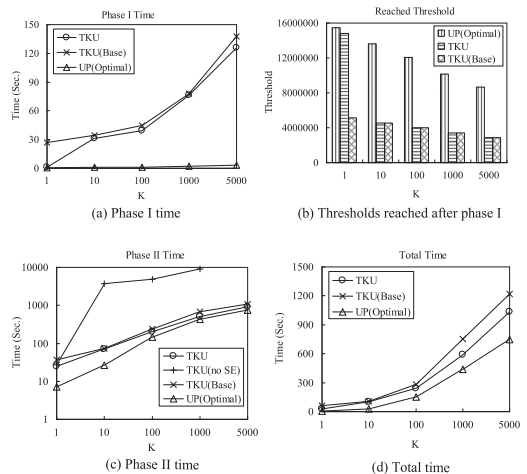 Phase I Time
150
120
90
60
30
0
Time (Sec.)
TKU
TKU(Base)
UP(Optimal)
1 10 100 1000 5000
K
(a) Phase I time
Reached Threshold
16000000
12000000
8000000
4000000
0
Threshold
UP(Optimal)
TKU
TKU(Base)
1 10 100 1000 5000
K
(b) Thresholds reached after phase I
Phase II Time
10000
1000
100
10
1
Time (Sec.)
TKU
TKU(no SE)
TKU(Base)
UP(Optimal)
1 10 100 1000 5000
K
(c) Phase II time
Total Time
1500
1200
900
600
300
0
Time (Sec.)
TKU
TKU(Base)
UP(Optimal)
1 10 100 1000 5000
K
(d) Total time